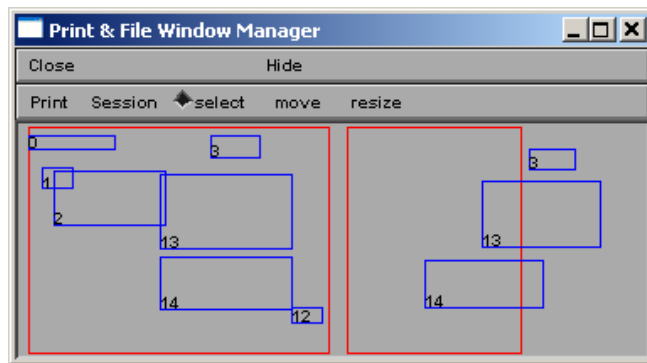 Print & File Window Manager
Close Hide
Print Session select move resize
0 3 3
1
2 13 13
14 14
12